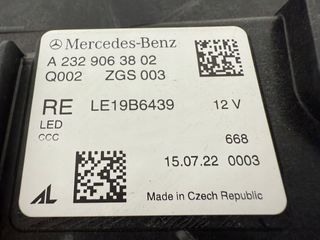 Mercedes-Benz
A 232 906 38 02
Q002 ZGS 003
RE LE19B6439 12 V
LED
CCC
668
15.07.22 0003
AL Made in Czech Republic